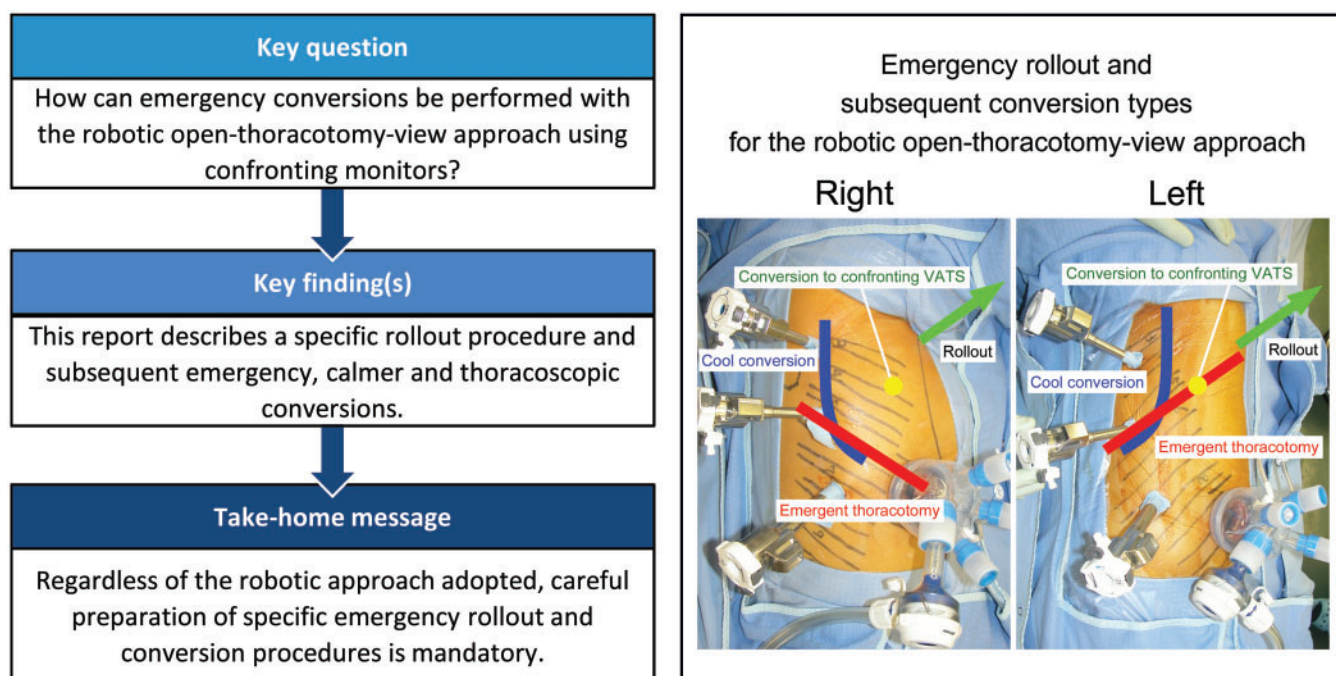 Key question
How can emergency conversions be performed with
the robotic open-thoracotomy-view approach using
confronting monitors?
Key finding(s)
This report describes a specific rollout procedure and
subsequent emergency, calmer and thoracoscopic
conversions.
Take-home message
Regardless of the robotic approach adopted, careful
preparation of specific emergency rollout and
conversion procedures is mandatory.
Emergency rollout and
subsequent conversion types
for the robotic open-thoracotomy-view approach
Right
Conversion to confronting VATS
Rollout
Cool conversion
Emergent thoracotomy
Left
Conversion to confronting VATS
Rollout
Cool conversion
Emergent thoracotomy